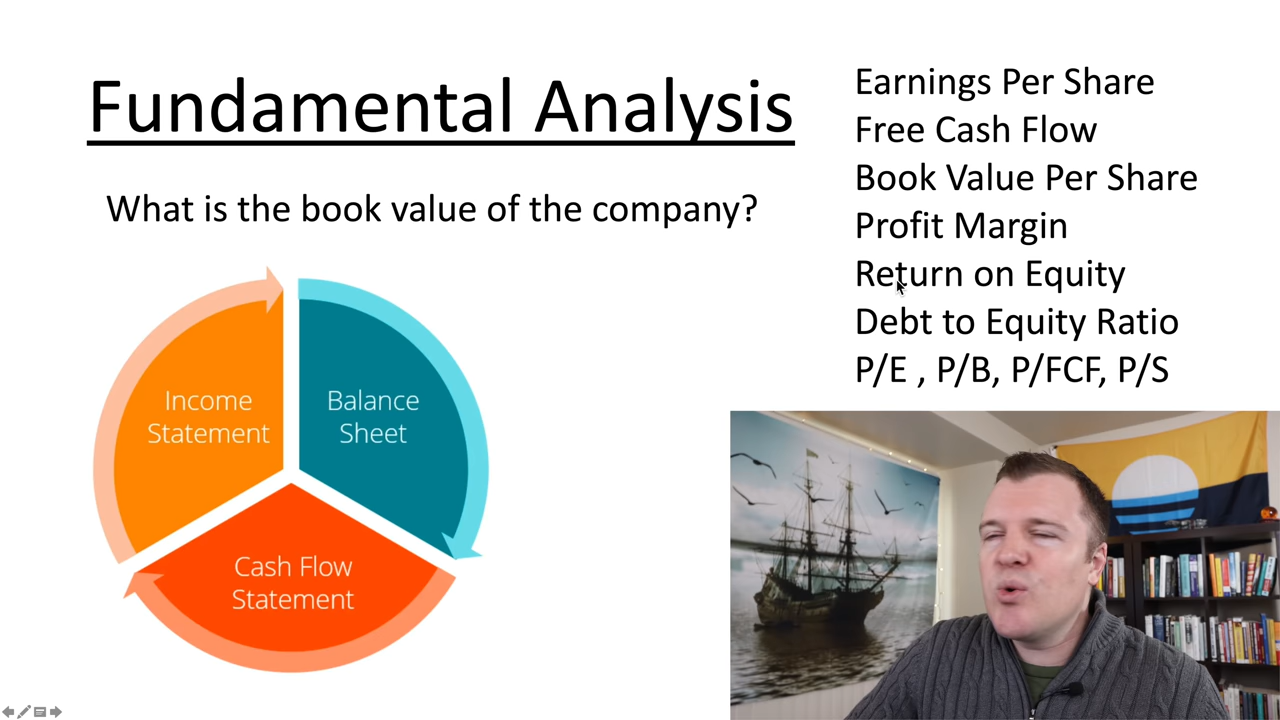 Fundamental Analysis
What is the book value of the company?
Income
Statement
Balance
Sheet
Cash Flow
Statement
Earnings Per Share
Free Cash Flow
Book Value Per Share
Profit Margin
Return on Equity
Debt to Equity Ratio
P/E , P/B, P/FCF, P/S